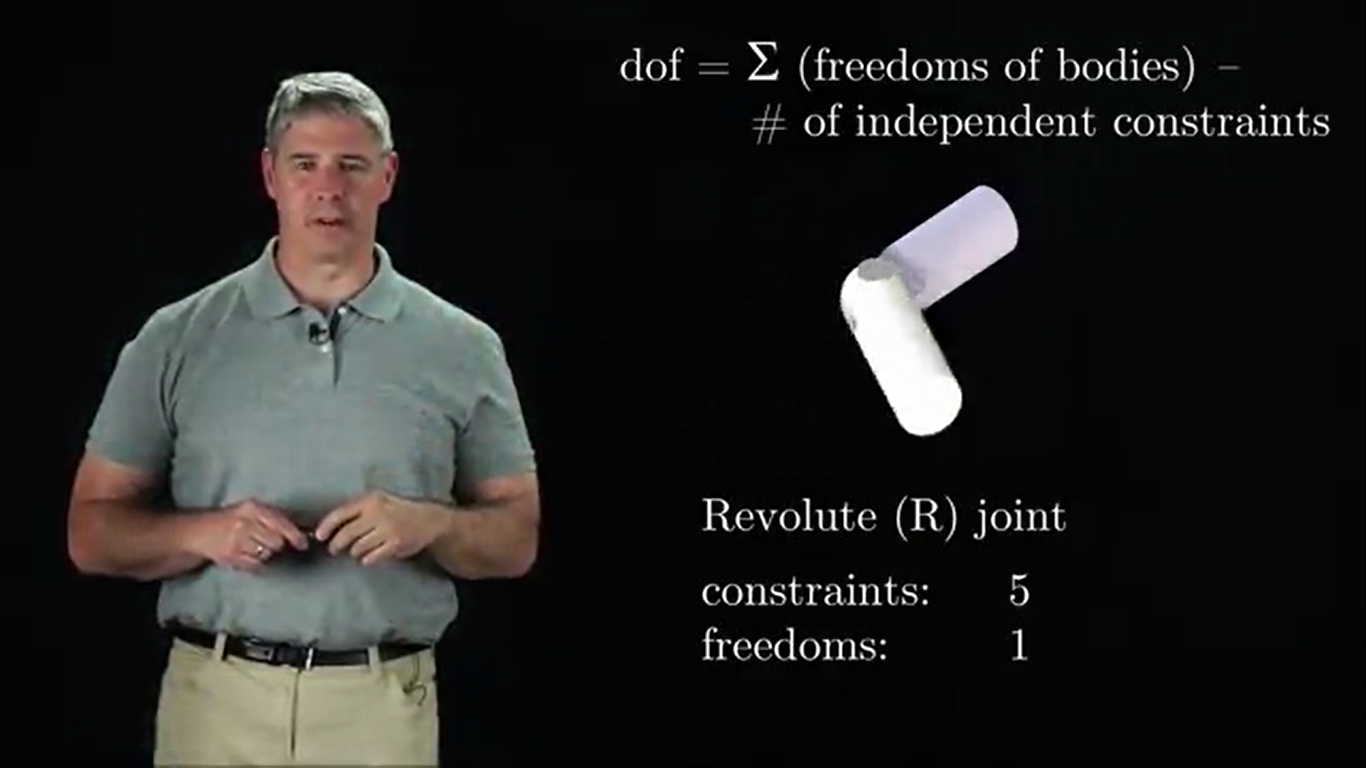 dof = Σ (freedoms of bodies) –
# of independent constraints
Revolute (R) joint
constraints: 5
freedoms: 1